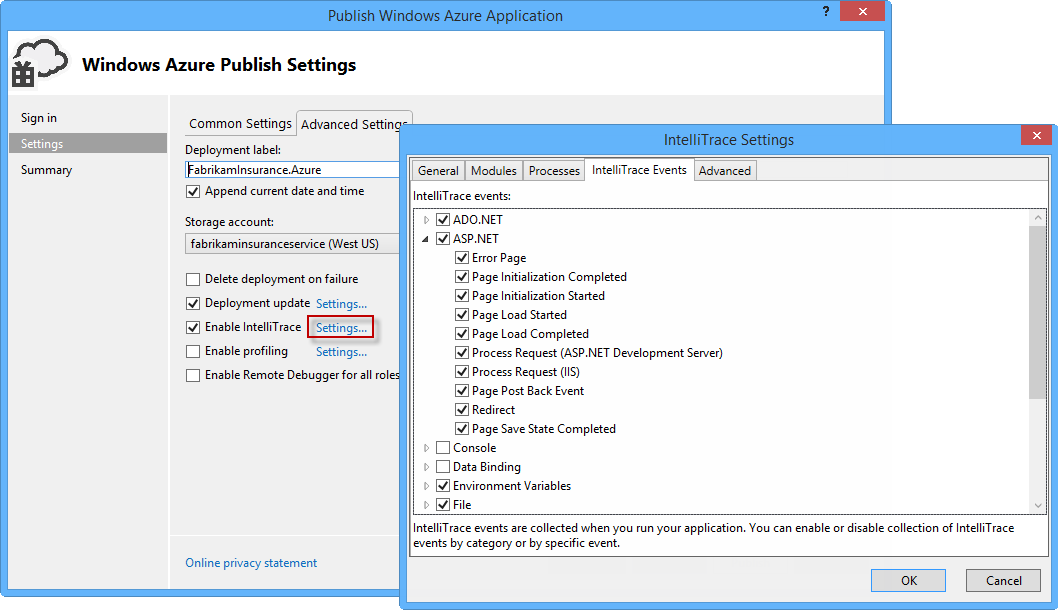 Publish Windows Azure Application
?
Windows Azure Publish Settings
Sign in
Settings
Summary
Common Settings
Advanced Settings
Deployment label:
FabrikamInsurance.Azure
Append current date and time
Storage account:
fabrikaminsuranceservice (West US)
Delete deployment on failure
Deployment update Settings...
Enable IntelliTrace Settings...
Enable profiling Settings...
Enable Remote Debugger for all roles
Online privacy statement
IntelliTrace Settings
General Modules Processes IntelliTrace Events Advanced
IntelliTrace events:
ADO.NET
ASP.NET
Error Page
Page Initialization Completed
Page Initialization Started
Page Load Started
Page Load Completed
Process Request (ASP.NET Development Server)
Process Request (IIS)
Page Post Back Event
Redirect
Page Save State Completed
Console
Data Binding
Environment Variables
File
IntelliTrace events are collected when you run your application. You can enable or disable collection of IntelliTrace
events by category or by specific event.
OK Cancel